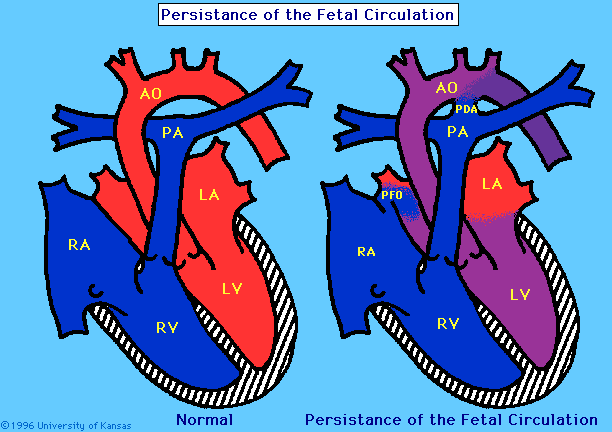 Persistance of the Fetal Circulation
AO
PA
LA
RA
LV
RV
AO
PDA
PA
PFO
LA
RA
LV
RV
©1996 University of Kansas
Normal
Persistance of the Fetal Circulation